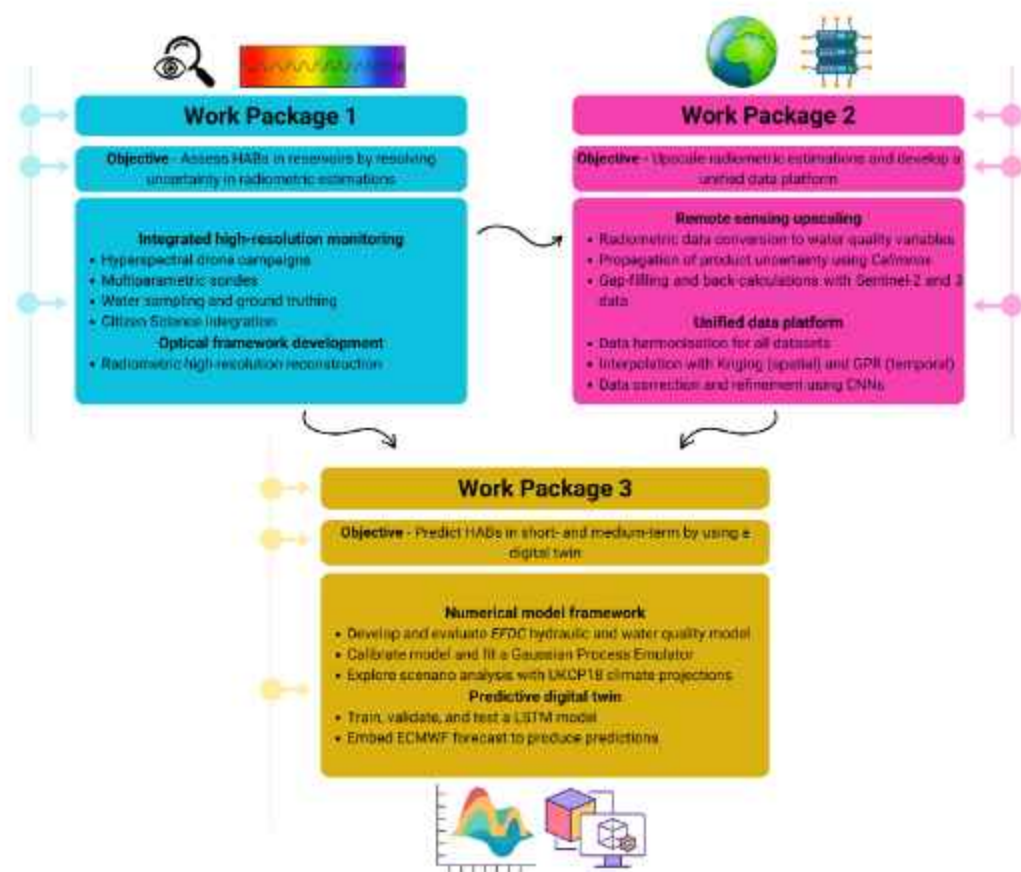 Work Package 1
Objective - Assess HABs in reservoirs by resolving
uncertainty in radiometric estimations
Integrated high-resolution monitoring
• Hyperspectral drone campaigns
• Multiparametric sondes
• Water sampling and ground truthing
• Citizen Science integration
Optical framework development
• Radiometric high-resolution reconstruction
Work Package 2
Objective - Upscale radiometric estimations and develop a
unified data platform
Remote sensing upscaling
• Radiometric data conversion to water quality variables
• Propagation of product uncertainty using
• Gap-filling and back-calculations with Sentinel-2 and 3
data
Unified data platform
• Data harmonisation for all datasets
• Interpolation with Kriging (spatial) and GPR (temporal)
• Data correction and refinement using CNNs
Work Package 3
Objective - Predict HABs in short- and medium-term by using a
digital twin
Numerical model framework
• Develop and evaluate EFDC hydraulic and water quality model
• Calibrate model and fit a Gaussian Process Emulator
• Explore scenario analysis with UKCP18 climate projections
Predictive digital twin
• Train, validate, and test a LSTM model
• Embed ECMWF forecast to produce predictions